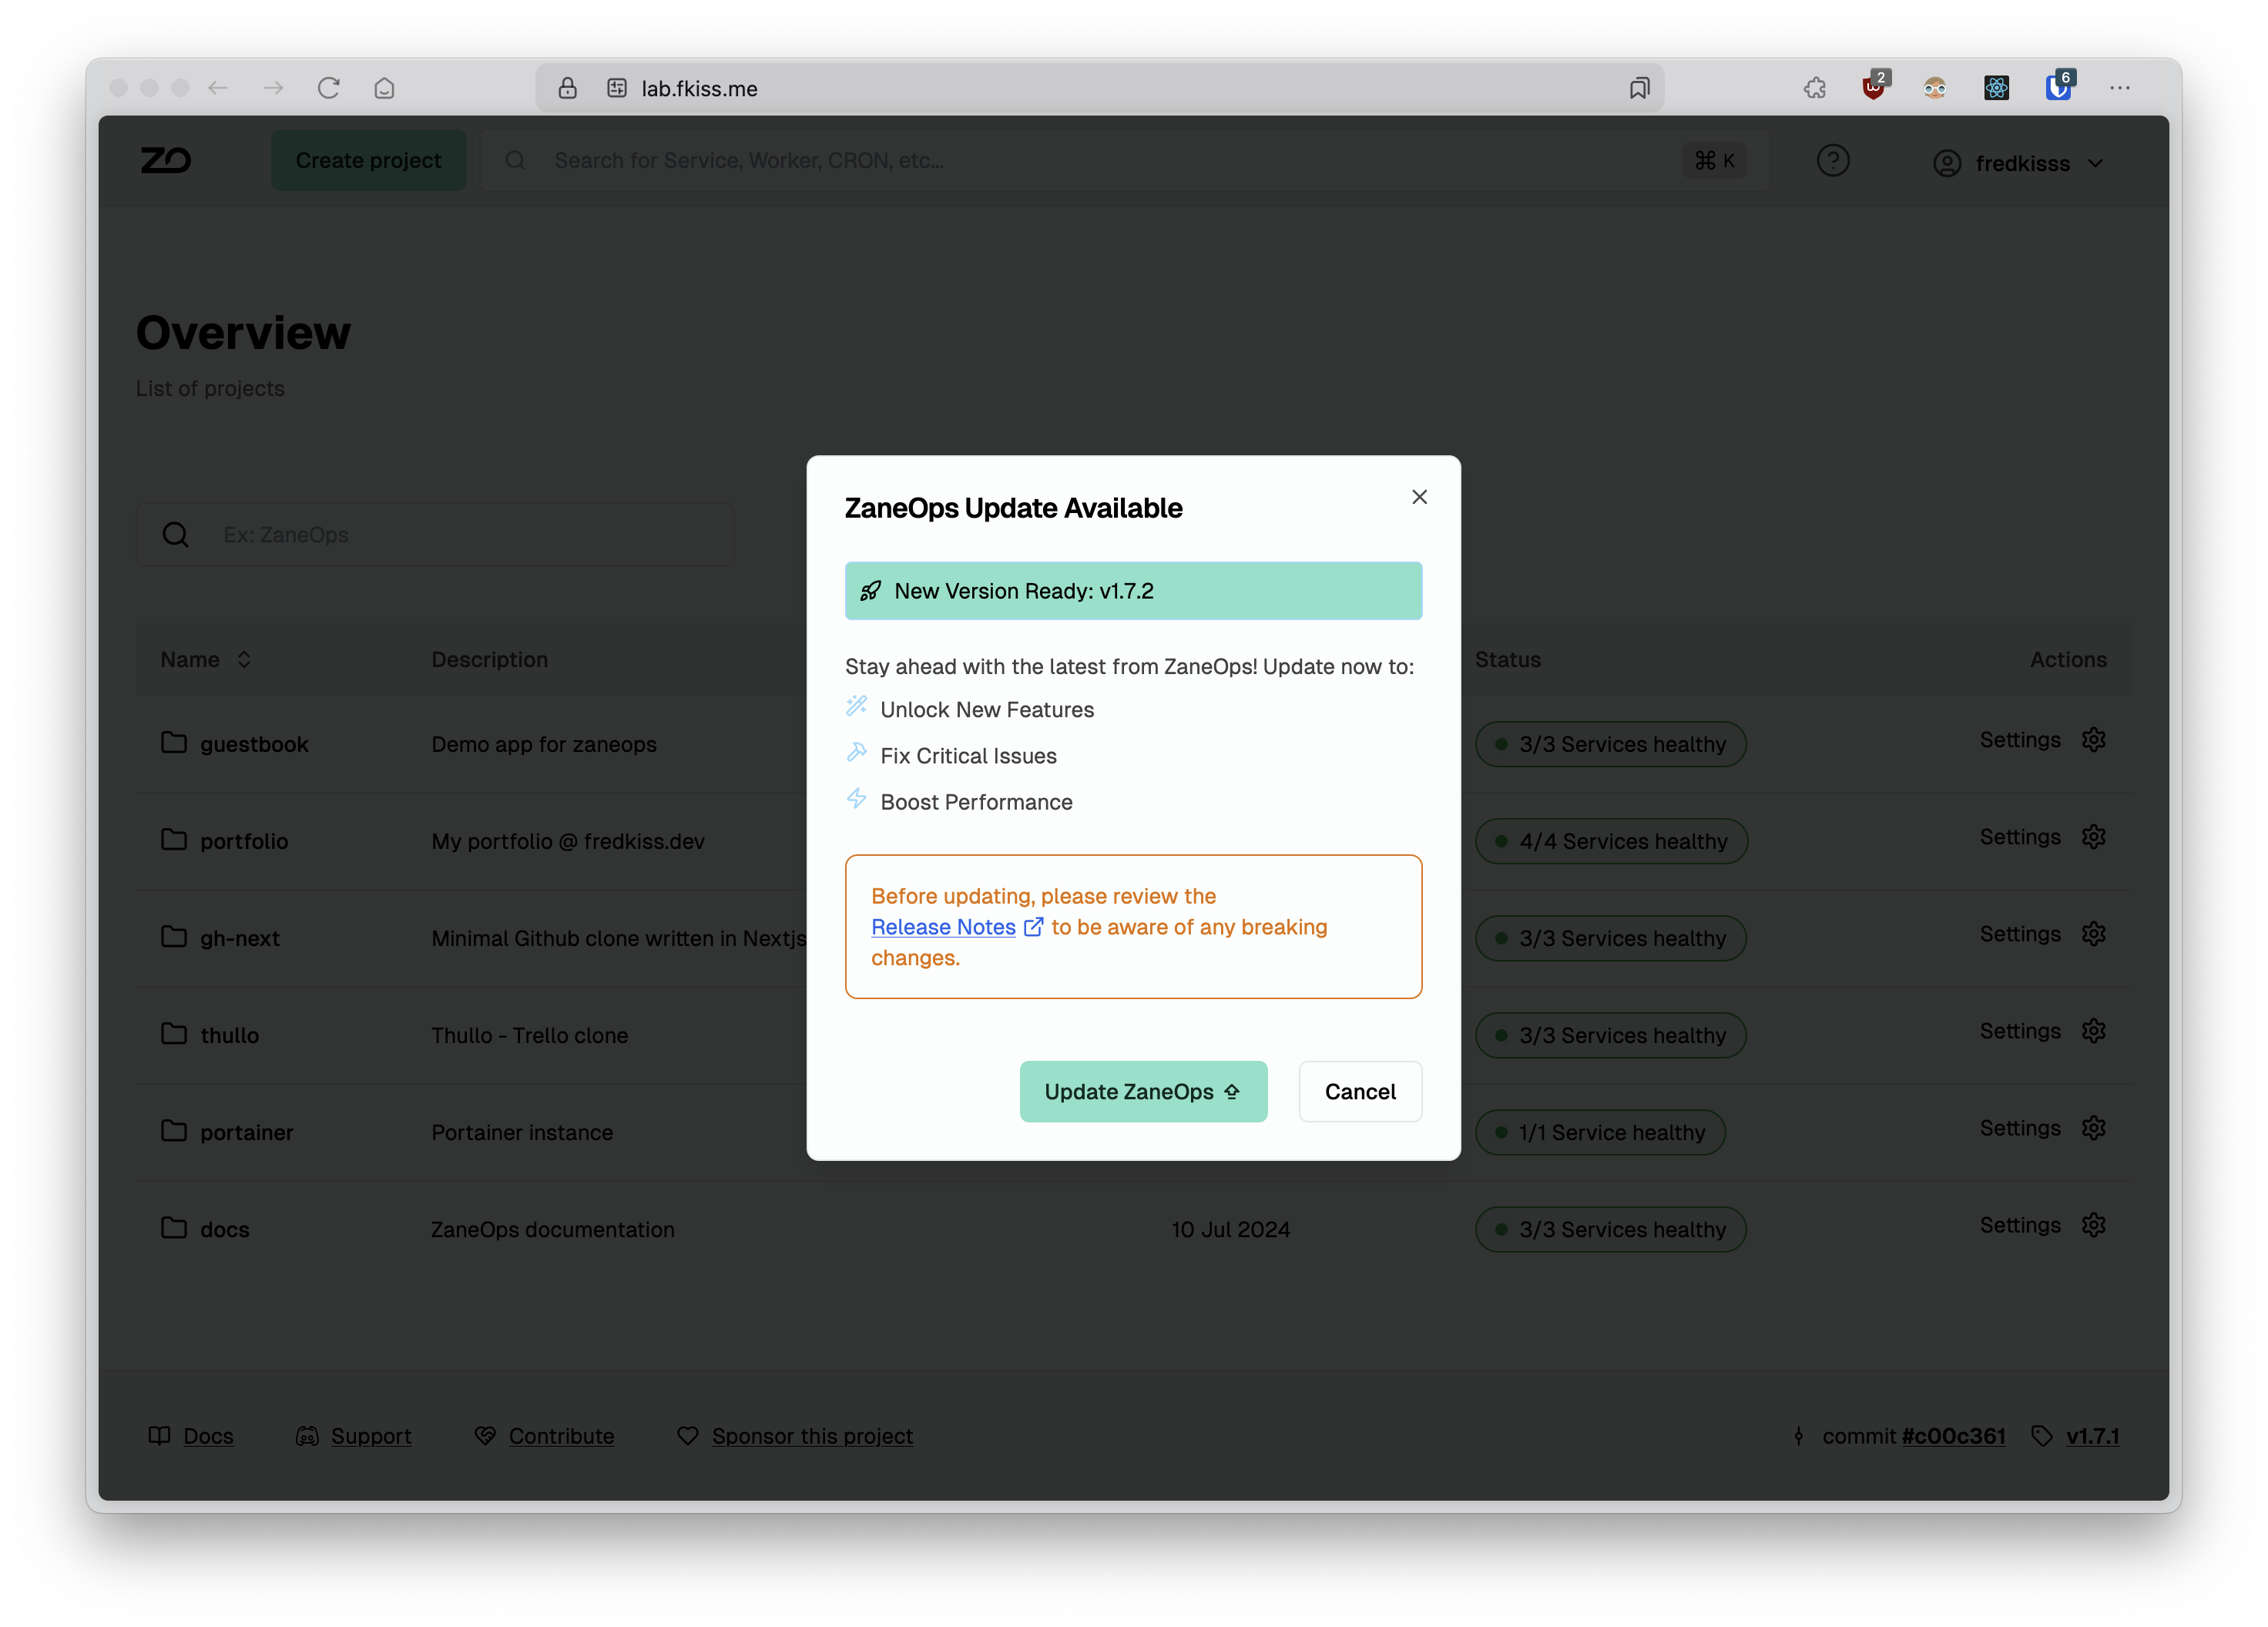 lab.fkiss.me
2
6
ZO
Create project
Search for Service, Worker, CRON, etc...
⌘ K
fredkisss
Overview
List of projects
Ex: ZaneOps
Name
Description
Status
Actions
guestbook
Demo app for zaneops
3/3 Services healthy
Settings
portfolio
My portfolio @ fredkiss.dev
4/4 Services healthy
Settings
gh-next
Minimal Github clone written in Nextjs
3/3 Services healthy
Settings
thullo
Thullo - Trello clone
3/3 Services healthy
Settings
portainer
Portainer instance
1/1 Service healthy
Settings
docs
ZaneOps documentation
10 Jul 2024
3/3 Services healthy
Settings
ZaneOps Update Available
New Version Ready: v1.7.2
Stay ahead with the latest from ZaneOps! Update now to:
Unlock New Features
Fix Critical Issues
Boost Performance
Before updating, please review the
Release Notes to be aware of any breaking
changes.
Update ZaneOps
Cancel
Docs
Support
Contribute
Sponsor this project
commit #c00c361
v1.7.1